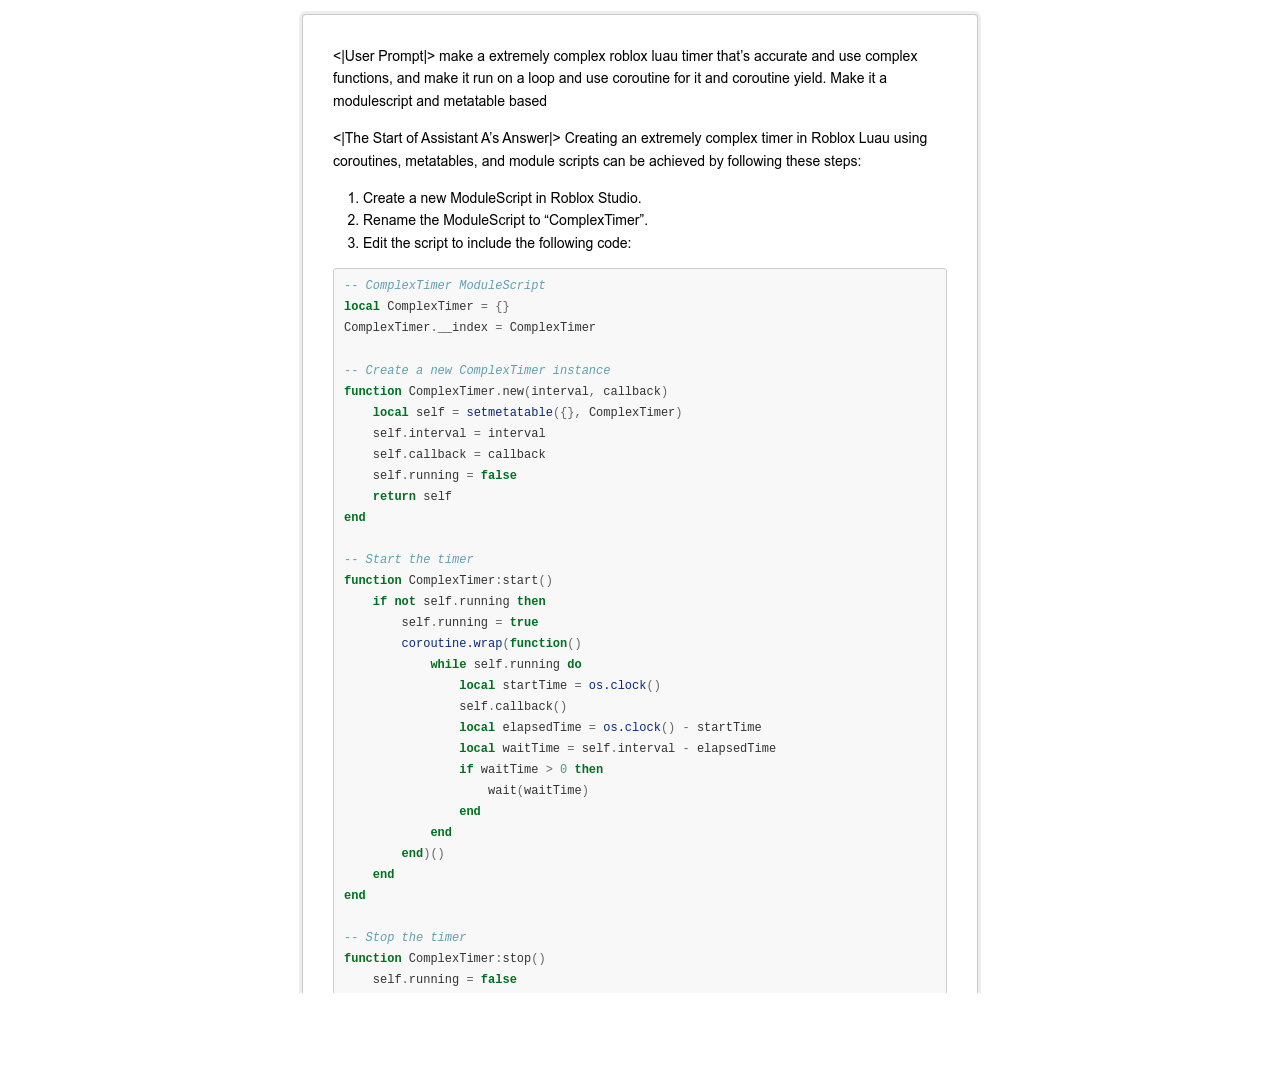 <|User Prompt|> make a extremely complex roblox luau timer that’s accurate and use complex
functions, and make it run on a loop and use coroutine for it and coroutine yield. Make it a
modulescript and metatable based
<|The Start of Assistant A’s Answer|> Creating an extremely complex timer in Roblox Luau using
coroutines, metatables, and module scripts can be achieved by following these steps:
1. Create a new ModuleScript in Roblox Studio.
2. Rename the ModuleScript to “ComplexTimer”.
3. Edit the script to include the following code:
-- ComplexTimer ModuleScript
local ComplexTimer = {}
ComplexTimer.__index = ComplexTimer
-- Create a new ComplexTimer instance
function ComplexTimer.new(interval, callback)
    local self = setmetatable({}, ComplexTimer)
    self.interval = interval
    self.callback = callback
    self.running = false
    return self
end
-- Start the timer
function ComplexTimer:start()
    if not self.running then
        self.running = true
        coroutine.wrap(function()
            while self.running do
                local startTime = os.clock()
                self.callback()
                local elapsedTime = os.clock() - startTime
                local waitTime = self.interval - elapsedTime
                if waitTime > 0 then
                    wait(waitTime)
                end
            end
        end)()
    end
end
-- Stop the timer
function ComplexTimer:stop()
    self.running = false